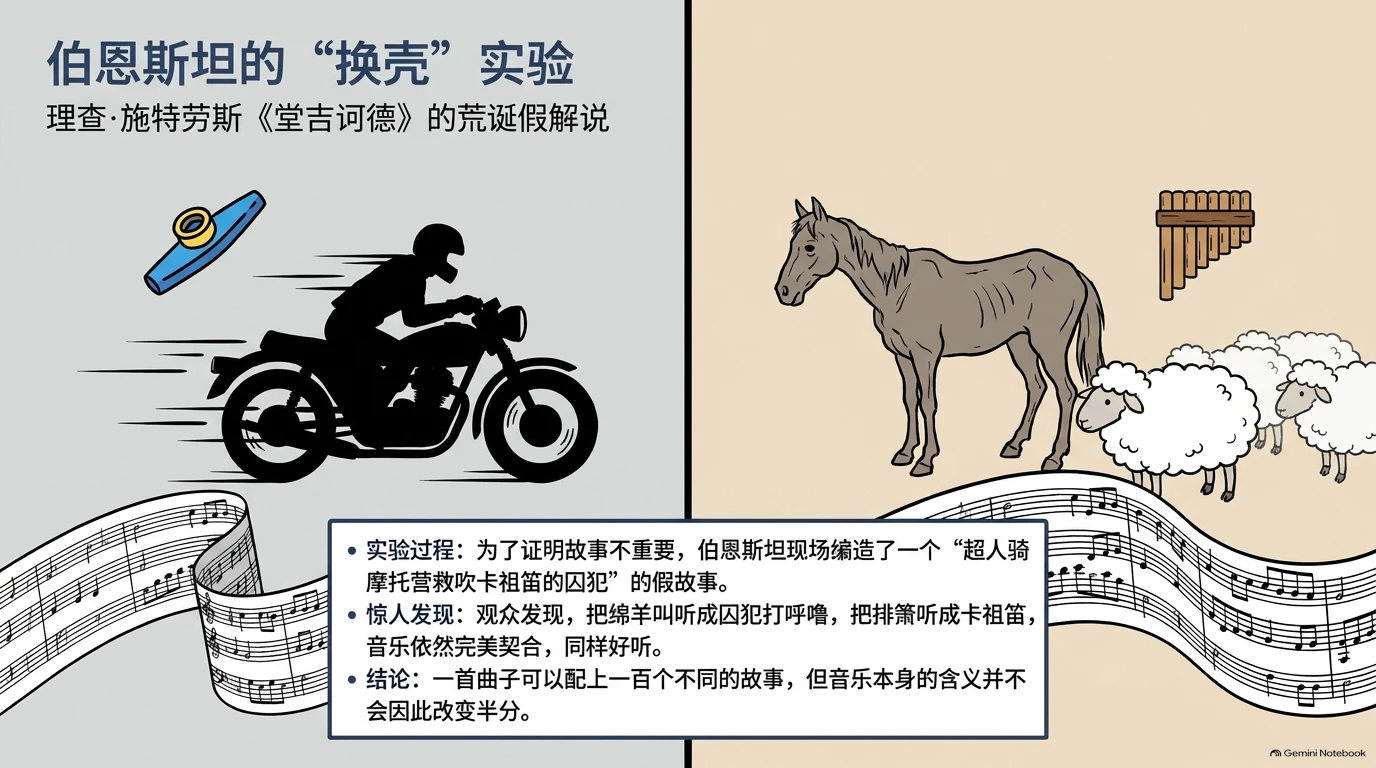 伯恩斯坦的“换壳”实验
理查·施特劳斯《堂吉诃德》的荒诞假解说
• 实验过程：为了证明故事不重要，伯恩斯坦现场编造了一个“超人骑
摩托营救吹卡祖笛的囚犯”的假故事。
• 惊人发现：观众发现，把绵羊叫听成囚犯打呼噜，把排箫听成卡祖笛，
音乐依然完美契合，同样好听。
• 结论：一首曲子可以配上一百个不同的故事，但音乐本身的含义并不
会因此改变半分。
Gemini Notebook